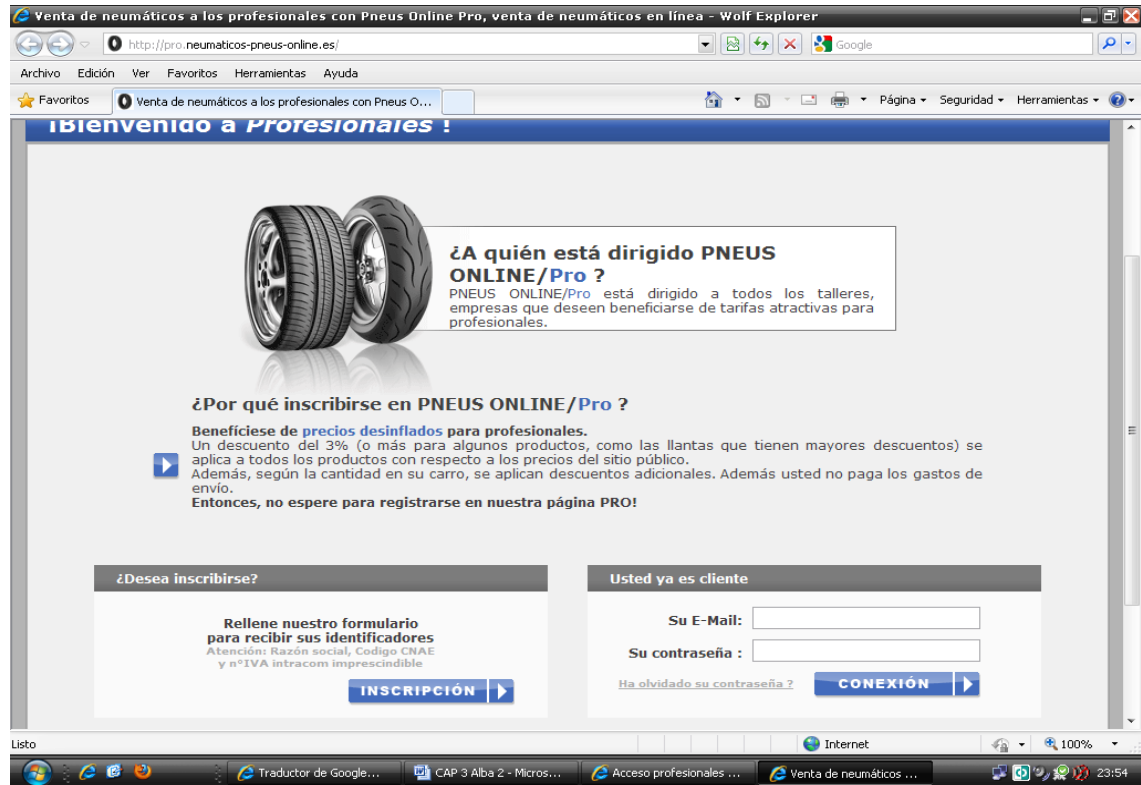 Venta de neumáticos a los profesionales con Pneus Online Pro, venta de neumáticos en línea - Wolf Explorer
http://pro.neumaticos-pneus-online.es/
Google
Archivo Edición Ver Favoritos Herramientas Ayuda
Favoritos
Venta de neumáticos a los profesionales con Pneus O...
Página Seguridad Herramientas
¡Bienvenido a Profesionales !
¿A quién está dirigido PNEUS
ONLINE/Pro ?
PNEUS ONLINE/Pro está dirigido a todos los talleres,
empresas que deseen beneficiarse de tarifas atractivas para
profesionales.
¿Por qué inscribirse en PNEUS ONLINE/Pro ?
Benefíciese de precios desinflados para profesionales.
Un descuento del 3% (o más para algunos productos, como las llantas que tienen mayores descuentos) se
aplica a todos los productos con respecto a los precios del sitio público.
Además, según la cantidad en su carro, se aplican descuentos adicionales. Además usted no paga los gastos de
envío.
Entonces, no espere para registrarse en nuestra página PRO!
¿Desea inscribirse?
Rellene nuestro formulario
para recibir sus identificadores
Atención: Razón social, Codigo CNAE
y nºIVA intracom imprescindible
INSCRIPCIÓN
Usted ya es cliente
Su E-Mail:
Su contraseña :
Ha olvidado su contraseña ?
CONEXIÓN
Listo
Internet
100%
Traductor de Google...
CAP 3 Alba 2 - Micros...
Acceso profesionales ...
Venta de neumáticos ...
23:54